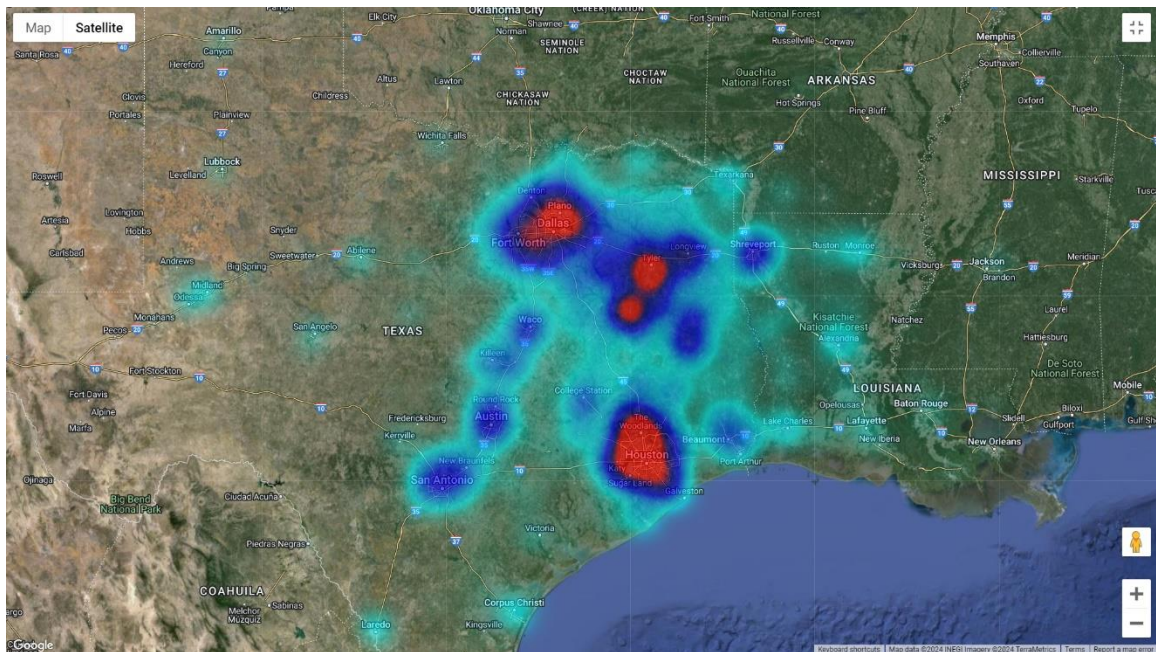 Map
Satellite
Oklahoma City
Elk City
Shawnee
Norman
Fort Smith
National Forest
Russellville
Conway
Memphis
Collierville
Southaven
Amarillo
Canyon
Santa Rosa
Hereford
SEMINOLE
NATION
Altus
Lawton
CHOCTAW
NATION
Ouachita
National Forest
ARKANSAS
Oxford
Tupelo
Clovis
Portales
Plainview
Childress
CHICKASAW
NATION
Hot Springs
Pine Bluff
Wichita Falls
Lubbock
Levelland
Roswell
Texarkana
MISSISSIPPI
Starkville
Denton
Plano
Artesia
Lovington
Hobbs
Carlsbad
Snyder
Dallas
Fort Worth
Abilene
Sweetwater
Big Spring
Andrews
Longview
Tyler
Shreveport
Ruston
Monroe
Vicksburg
Jackson
Brandon
Meridian
Midland
Odessa
Monahans
Pecos
San Angelo
TEXAS
Waco
Killeen
Kisatchie
National Forest
Alexandria
Natchez
Laurel
Hattiesburg
De Soto
National Forest
Fort Stockton
Fort Davis
Alpine
Marfa
Round Rock
Austin
College Station
Fredericksburg
Kerrville
LOUISIANA
Opelousas
Baton Rouge
Lafayette
New Iberia
Slidell
Biloxi
Gulfport
Mobile
New Orleans
The
Woodlands
Houston
Katy
Sugar Land
Beaumont
Port Arthur
Lake Charles
Galveston
New Braunfels
San Antonio
Ojinaga
Big Bend
National Park
Ciudad Acuña
Piedras Negras
Victoria
COAHUILA
Melchor
Múzquiz
Sabinas
Corpus Christi
Kingsville
Laredo
Google
Keyboard shortcuts
Map data ©2024 INEGI Imagery ©2024 TerraMetrics
Terms
Report a map error